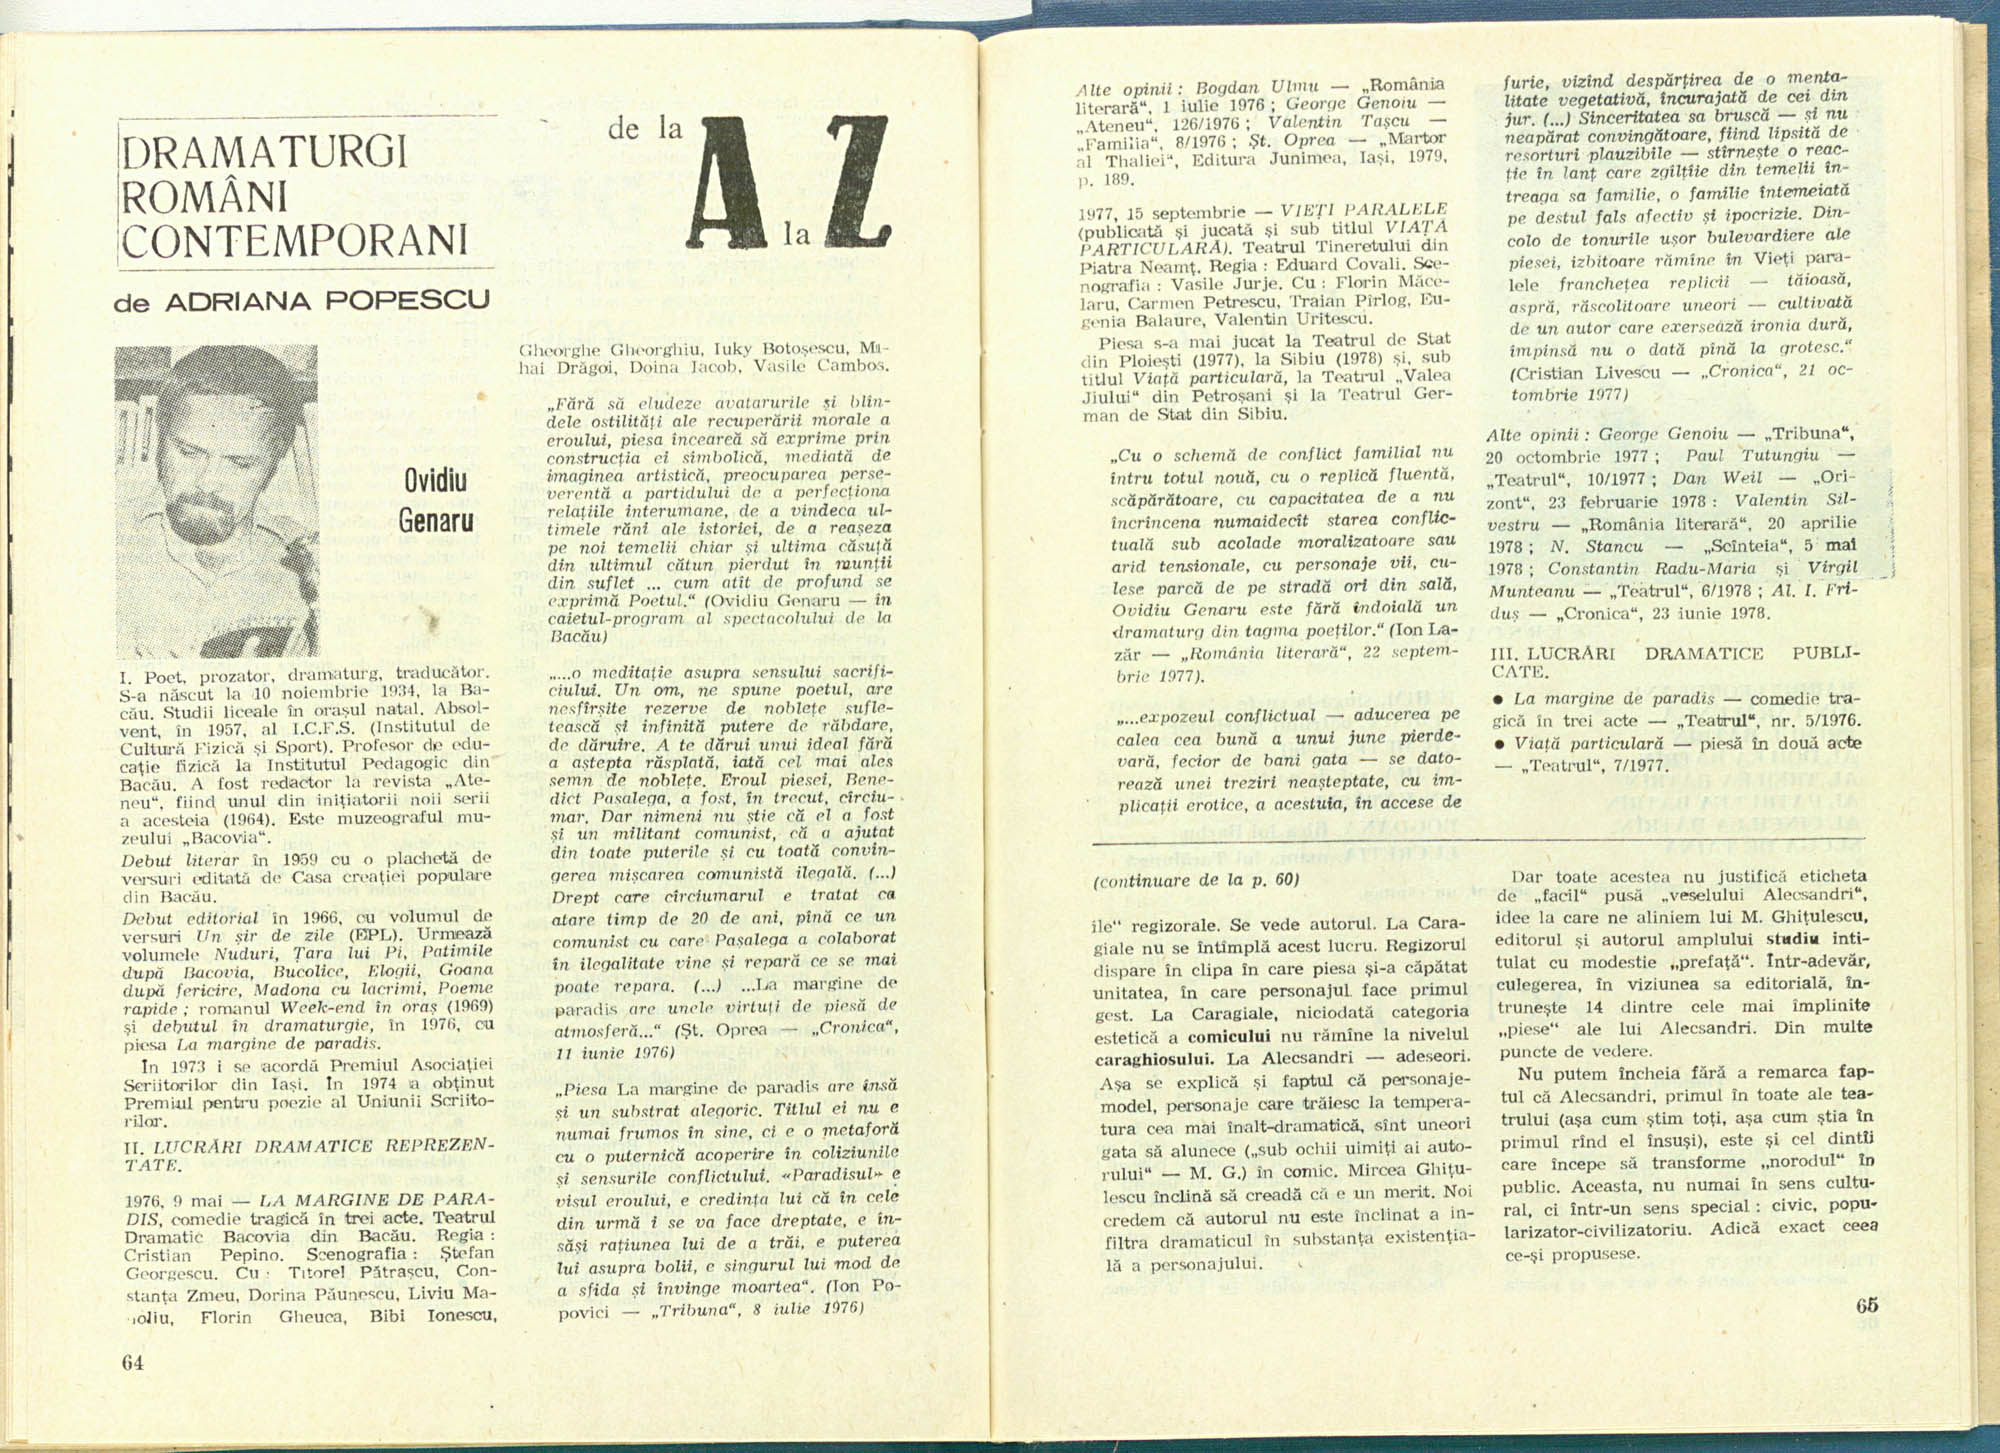 DRAMATURGI
ROMÂNI
CONTEMPORANI
de ADRIANA POPESCU
de la
A la Z
Ovidiu
Genaru
I. Poet, prozator, dramaturg, traducător.
S-a născut la 10 noiembrie 1934, la Ba-
cău. Studii liceale în orașul natal. Absol-
vent, în 1957, al I.C.F.S. (Institutul de
Cultură Fizică și Sport). Profesor de edu-
cație fizică la Institutul Pedagogic din
Bacău. A fost redactor la revista „Ate-
neu“, fiind unul din inițiatorii noii serii
a acesteia (1964). Este muzeograful mu-
zeului „Bacovia“.
Debut literar în 1959 cu o plachetă de
versuri editată de Casa creației populare
din Bacău.
Debut editorial în 1966, cu volumul de
versuri Un șir de zile (EPL). Urmează
volumele Nuduri, Țara lui Pi, Patimile
după Bacovia, Bucolice, Elogii, Goana
după fericire, Madona cu lacrimi, Poeme
rapide ; romanul Week-end în oraș (1969)
și debutul în dramaturgie, în 1976, cu
piesa La margine de paradis.
În 1973 i se acordă Premiul Asociației
Scriitorilor din Iași. În 1974 a obținut
Premiul pentru poezie al Uniunii Scriito-
rilor.
II. LUCRĂRI DRAMATICE REPREZEN-
TATE.
1976, 9 mai — LA MARGINE DE PARA-
DIS, comedie tragică în trei acte. Teatrul
Dramatic Bacovia din Bacău. Regia :
Cristian Pepino. Scenografia : Ștefan
Georgescu. Cu : Titorel Pătrașcu, Con-
stanța Zmeu, Dorina Păunescu, Liviu Ma-
noliu, Florin Gheuca, Bibi Ionescu,
64
Gheorghe Gheorghiu, Iuky Botoșescu, Mi-
hai Drăgoi, Doina Iacob, Vasile Cambos.
„Fără să eludeze avatarurile și blîn-
dele ostilități ale recuperării morale a
eroului, piesa încearcă să exprime prin
construcția ei simbolică, mediată de
imaginea artistică, preocuparea perse-
verentă a partidului de a perfecționa
relațiile interumane, de a vindeca ul-
timele răni ale istoriei, de a reașeza
pe noi temelii chiar și ultima căsuță
din ultimul cătun pierdut în munții
din suflet ... cum atît de profund se
exprimă Poetul.“ (Ovidiu Genaru — în
caietul-program al spectacolului de la
Bacău)
„...o meditație asupra sensului sacrifi-
ciului. Un om, ne spune poetul, are
nesfîrșite rezerve de noblețe sufle-
tească și infinită putere de răbdare,
de dăruire. A te dărui unui ideal fără
a aștepta răsplată, iată cel mai ales
semn de noblețe. Eroul piesei, Bene-
dict Pașalega, a fost, în trecut, cîrciu-
mar. Dar nimeni nu știe că el a fost
și un militant comunist, că a ajutat
din toate puterile și cu toată convin-
gerea mișcarea comunistă ilegală. (...)
Drept care cîrciumarul e tratat ca
atare timp de 20 de ani, pînă ce un
comunist cu care Pașalega a colaborat
în ilegalitate vine și repară ce se mai
poate repara. (...) ...La margine de
paradis are unele virtuți de piesă de
atmosferă...“ (Șt. Oprea — „Cronica“,
11 iunie 1976)
„Piesa La margine de paradis are însă
și un substrat alegoric. Titlul ei nu e
numai frumos în sine, ci e o metaforă
cu o puternică acoperire în coliziunile
și sensurile conflictului. «Paradisul» e
visul eroului, e credința lui că în cele
din urmă i se va face dreptate, e în-
săși rațiunea lui de a trăi, e puterea
lui asupra bolii, e singurul lui mod de
a sfida și învinge moartea“. (Ion Po-
povici — „Tribuna“, 8 iulie 1976)
Alte opinii : Bogdan Ulmu — „România
literară“, 1 iulie 1976 ; George Genoiu —
„Ateneu“, 126/1976 ; Valentin Tașcu —
„Familia“, 8/1976 ; Șt. Oprea — „Martor
al Thaliei“, Editura Junimea, Iași, 1979,
p. 189.
1977, 15 septembrie — VIEȚI PARALELE
(publicată și jucată și sub titlul VIAȚĂ
PARTICULARĂ). Teatrul Tineretului din
Piatra Neamț. Regia : Eduard Covali. Sce-
nografia : Vasile Jurje. Cu : Florin Măce-
laru, Carmen Petrescu, Traian Pîrlog, Eu-
genia Balaure, Valentin Uritescu.
Piesa s-a mai jucat la Teatrul de Stat
din Ploiești (1977), la Sibiu (1978) și, sub
titlul Viață particulară, la Teatrul „Valea
Jiului“ din Petroșani și la Teatrul Ger-
man de Stat din Sibiu.
„Cu o schemă de conflict familial nu
întru totul nouă, cu o replică fluentă,
scăpărătoare, cu capacitatea de a nu
încrîncena numaidecît starea conflic-
tuală sub acolade moralizatoare sau
arid tensionale, cu personaje vii, cu-
lese parcă de pe stradă ori din sală,
Ovidiu Genaru este fără îndoială un
dramaturg din tagma poeților.“ (Ion La-
zăr — „România literară“, 22 septem-
brie 1977).
„...expozeul conflictual — aducerea pe
calea cea bună a unui june pierde-
vară, fecior de bani gata — se dato-
rează unei treziri neașteptate, cu im-
plicații erotice, a acestuia, în accese de
furie, vizînd despărțirea de o menta-
litate vegetativă, încurajată de cei din
jur. (...) Sinceritatea sa bruscă — și nu
neapărat convingătoare, fiind lipsită de
resorturi plauzibile — stîrnește o reac-
ție în lanț care zgîlțîie din temelii în-
treaga sa familie, o familie întemeiată
pe destul fals afectiv și ipocrizie. Din-
colo de tonurile ușor bulevardiere ale
piesei, izbitoare rămîne în Vieți para-
lele franchețea replicii — tăioasă,
aspră, răscolitoare uneori — cultivată
de un autor care exersează ironia dură,
împinsă nu o dată pînă la grotesc.“
(Cristian Livescu — „Cronica“, 21 oc-
tombrie 1977)
Alte opinii : George Genoiu — „Tribuna“,
20 octombrie 1977 ; Paul Tutungiu —
„Teatrul“, 10/1977 ; Dan Weil — „Ori-
zont“, 23 februarie 1978 : Valentin Sil-
vestru — „România literară“, 20 aprilie
1978 ; N. Stancu — „Scînteia“, 5 mai
1978 ; Constantin Radu-Maria și Virgil
Munteanu — „Teatrul“, 6/1978 ; Al. I. Fri-
duș — „Cronica“, 23 iunie 1978.
III. LUCRĂRI DRAMATICE PUBLI-
CATE.
● La margine de paradis — comedie tra-
gică în trei acte — „Teatrul“, nr. 5/1976.
● Viață particulară — piesă în două acte
— „Teatrul“, 7/1977.
(continuare de la p. 60)
ile“ regizorale. Se vede autorul. La Cara-
giale nu se întîmplă acest lucru. Regizorul
dispare în clipa în care piesa și-a căpătat
unitatea, în care personajul face primul
gest. La Caragiale, niciodată categoria
estetică a comicului nu rămîne la nivelul
caraghiosului. La Alecsandri — adeseori.
Așa se explică și faptul că personaje-
model, personaje care trăiesc la tempera-
tura cea mai înalt-dramatică, sînt uneori
gata să alunece („sub ochii uimiți ai auto-
rului“ — M. G.) în comic. Mircea Ghițu-
lescu înclină să creadă că e un merit. Noi
credem că autorul nu este înclinat a in-
filtra dramaticul în substanța existenția-
lă a personajului.
Dar toate acestea nu justifică eticheta
de „facil“ pusă „veselului Alecsandri“,
idee la care ne aliniem lui M. Ghițulescu,
editorul și autorul amplului studiu inti-
tulat cu modestie „prefață“. Într-adevăr,
culegerea, în viziunea sa editorială, în-
trunește 14 dintre cele mai împlinite
„piese“ ale lui Alecsandri. Din multe
puncte de vedere.
Nu putem încheia fără a remarca fap-
tul că Alecsandri, primul în toate ale tea-
trului (așa cum știm toți, așa cum știa în
primul rînd el însuși), este și cel dintîi
care începe să transforme „norodul“ în
public. Aceasta, nu numai în sens cultu-
ral, ci într-un sens special : civic, popu-
larizator-civilizatoriu. Adică exact ceea
ce-și propusese.
65